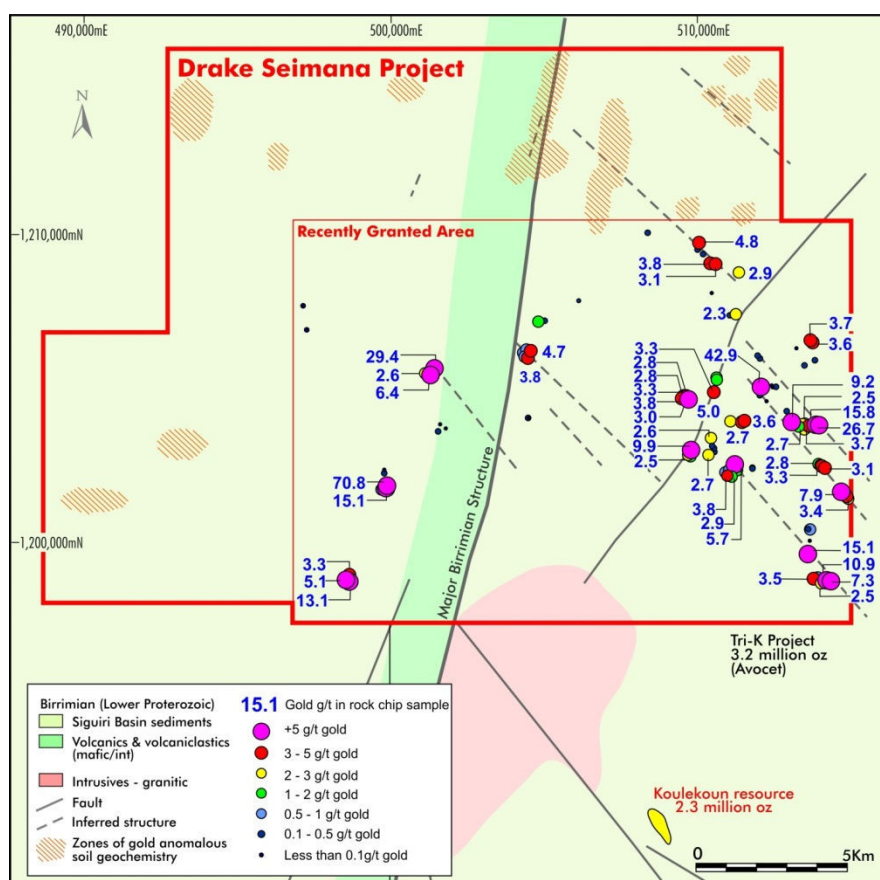 490,000mE
500,000mE
510,000mE
Drake Seimana Project
N
1,210,000mN
Recently Granted Area
4.8
3.8
3.1
2.9
2.3
3.7
3.6
29.4
2.6
6.4
4.7
3.8
3.3
2.8
2.8
3.3
3.8
3.0
5.0
42.9
9.2
2.5
15.8
26.7
3.7
2.7
3.6
2.7
2.6
9.9
2.5
2.7
2.8
3.3
3.1
70.8
15.1
3.8
2.9
5.7
7.9
3.4
1,200,000mN
15.1
10.9
7.3
2.5
3.5
3.3
5.1
13.1
Major Birrimian Structure
Tri-K Project
3.2 million oz
(Avocet)
Birrimian (Lower Proterozoic)
Siguiri Basin sediments
Volcanics & volcaniclastics
(mafic/int)
Intrusives - granitic
Fault
Inferred structure
Zones of gold anomalous
soil geochemistry
15.1 Gold g/t in rock chip sample
+5 g/t gold
3 - 5 g/t gold
2 - 3 g/t gold
1 - 2 g/t gold
0.5 - 1 g/t gold
0.1 - 0.5 g/t gold
Less than 0.1g/t gold
Koulekoun resource
2.3 million oz
0
5Km